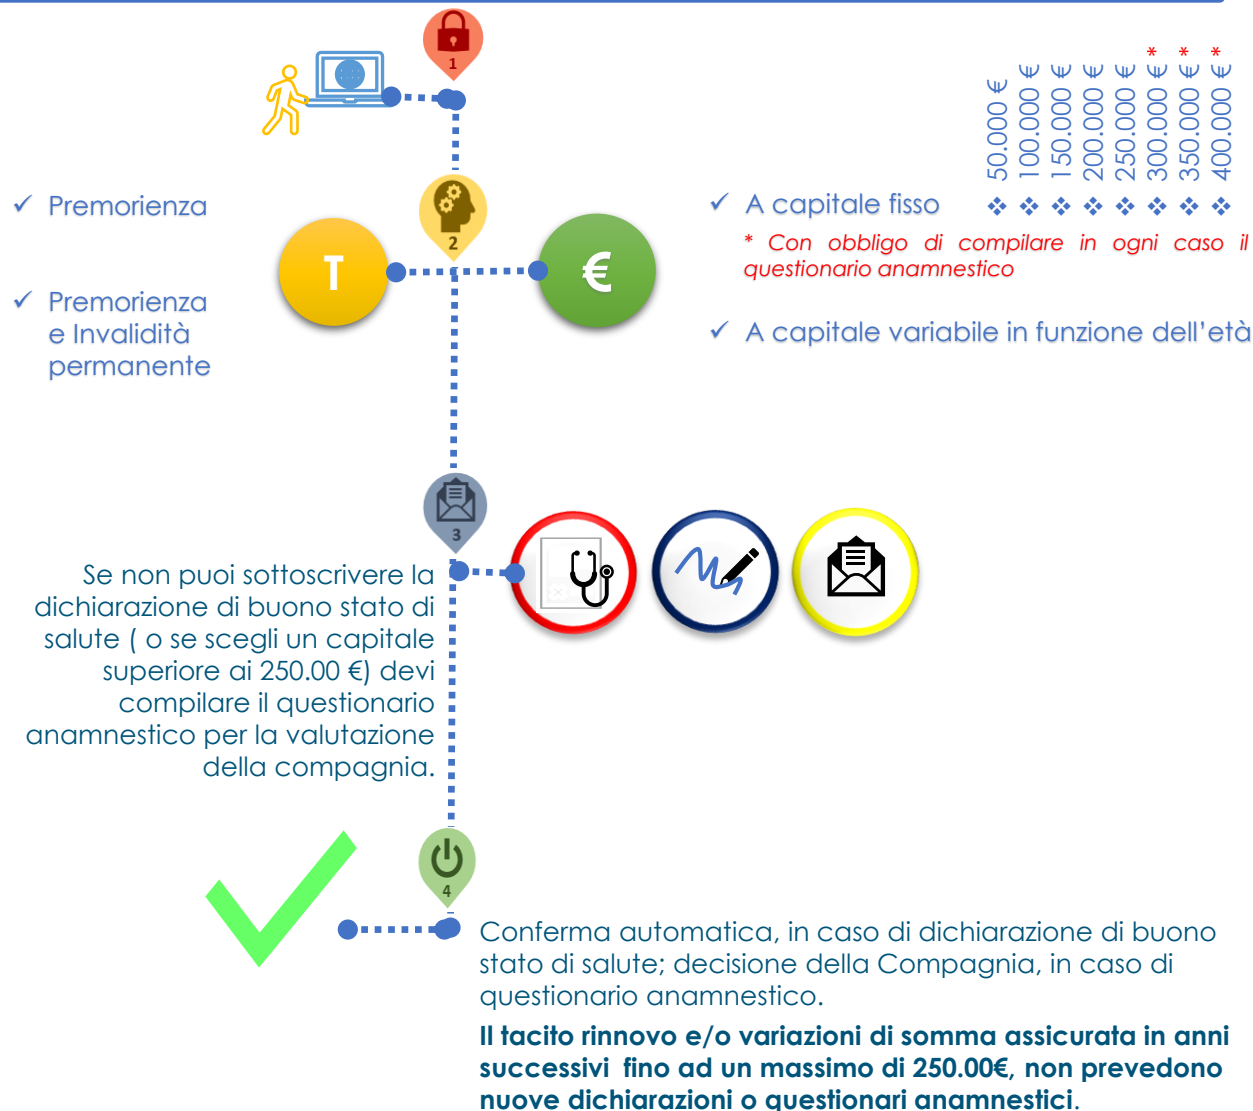 1
50.000 €
100.000 €
150.000 €
200.000 €
250.000 €
300.000 € *
350.000 € *
400.000 € *
✓ Premorienza
✓ Premorienza
e Invalidità
permanente
2
T
€
✓ A capitale fisso
* Con obbligo di compilare in ogni caso il
questionario anamnestico
✓ A capitale variabile in funzione dell’età
3
Se non puoi sottoscrivere la
dichiarazione di buono stato di
salute ( o se scegli un capitale
superiore ai 250.00 €) devi
compilare il questionario
anamnestico per la valutazione
della compagnia.
4
Conferma automatica, in caso di dichiarazione di buono
stato di salute; decisione della Compagnia, in caso di
questionario anamnestico.
Il tacito rinnovo e/o variazioni di somma assicurata in anni
successivi fino ad un massimo di 250.00€, non prevedono
nuove dichiarazioni o questionari anamnestici.